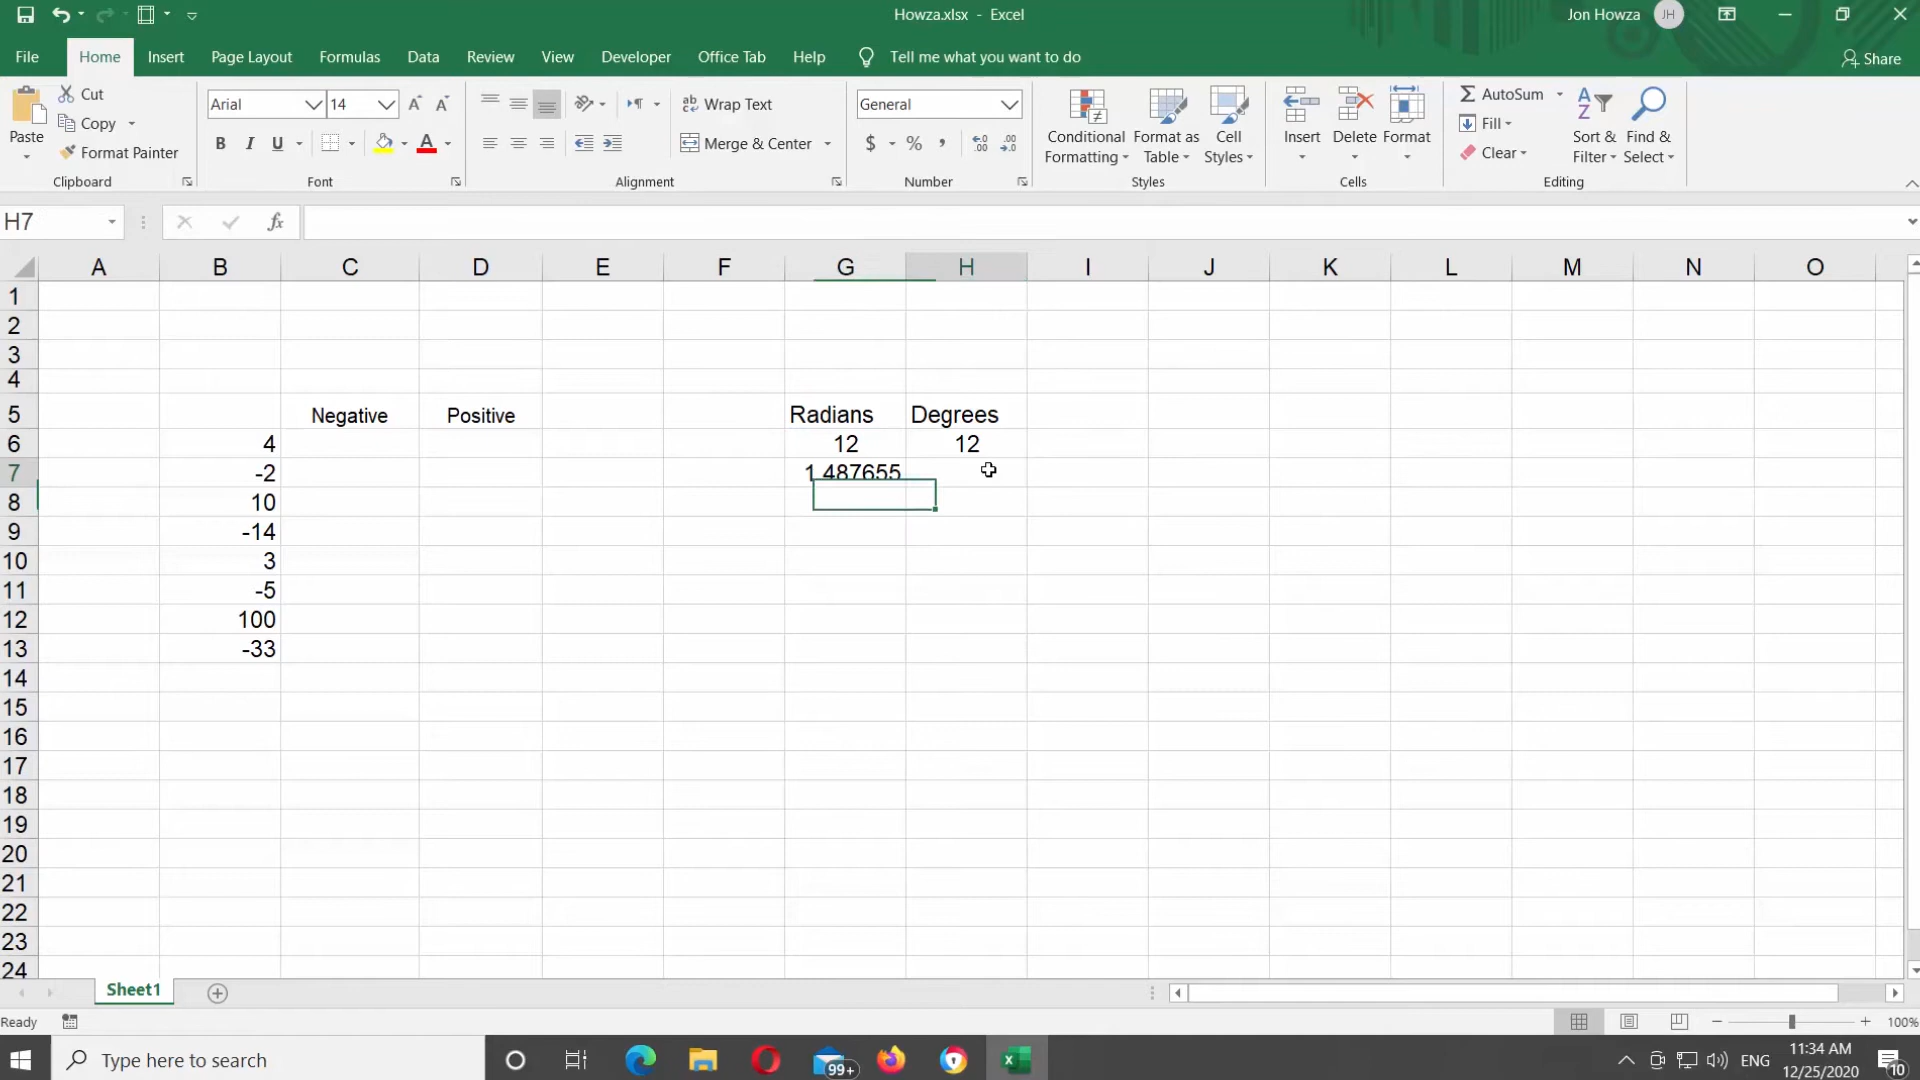 Howza.xlsx - Excel
Jon Howza JH
File Home Insert Page Layout Formulas Data Review View Developer Office Tab Help Tell me what you want to do Share
Paste Cut Copy Format Painter
Arial 14
B I U
ab Wrap Text
Merge & Center
General
$ %
Conditional Formatting
Format as Table
Cell Styles
Insert Delete Format
AutoSum Fill Clear
Sort & Filter
Find & Select
Clipboard Font Alignment Number Styles Cells Editing
H7 fx
A B C D E F G H I J K L M N O
1
2
3
4
5 Negative Positive Radians Degrees
6 4 12 12
7 -2 1.487655
8 10
9 -14
10 3
11 -5
12 100
13 -33
14
15
16
17
18
19
20
21
22
23
24
Sheet1
Ready 100%
Type here to search 99+ ENG 11:34 AM
12/25/2020 10